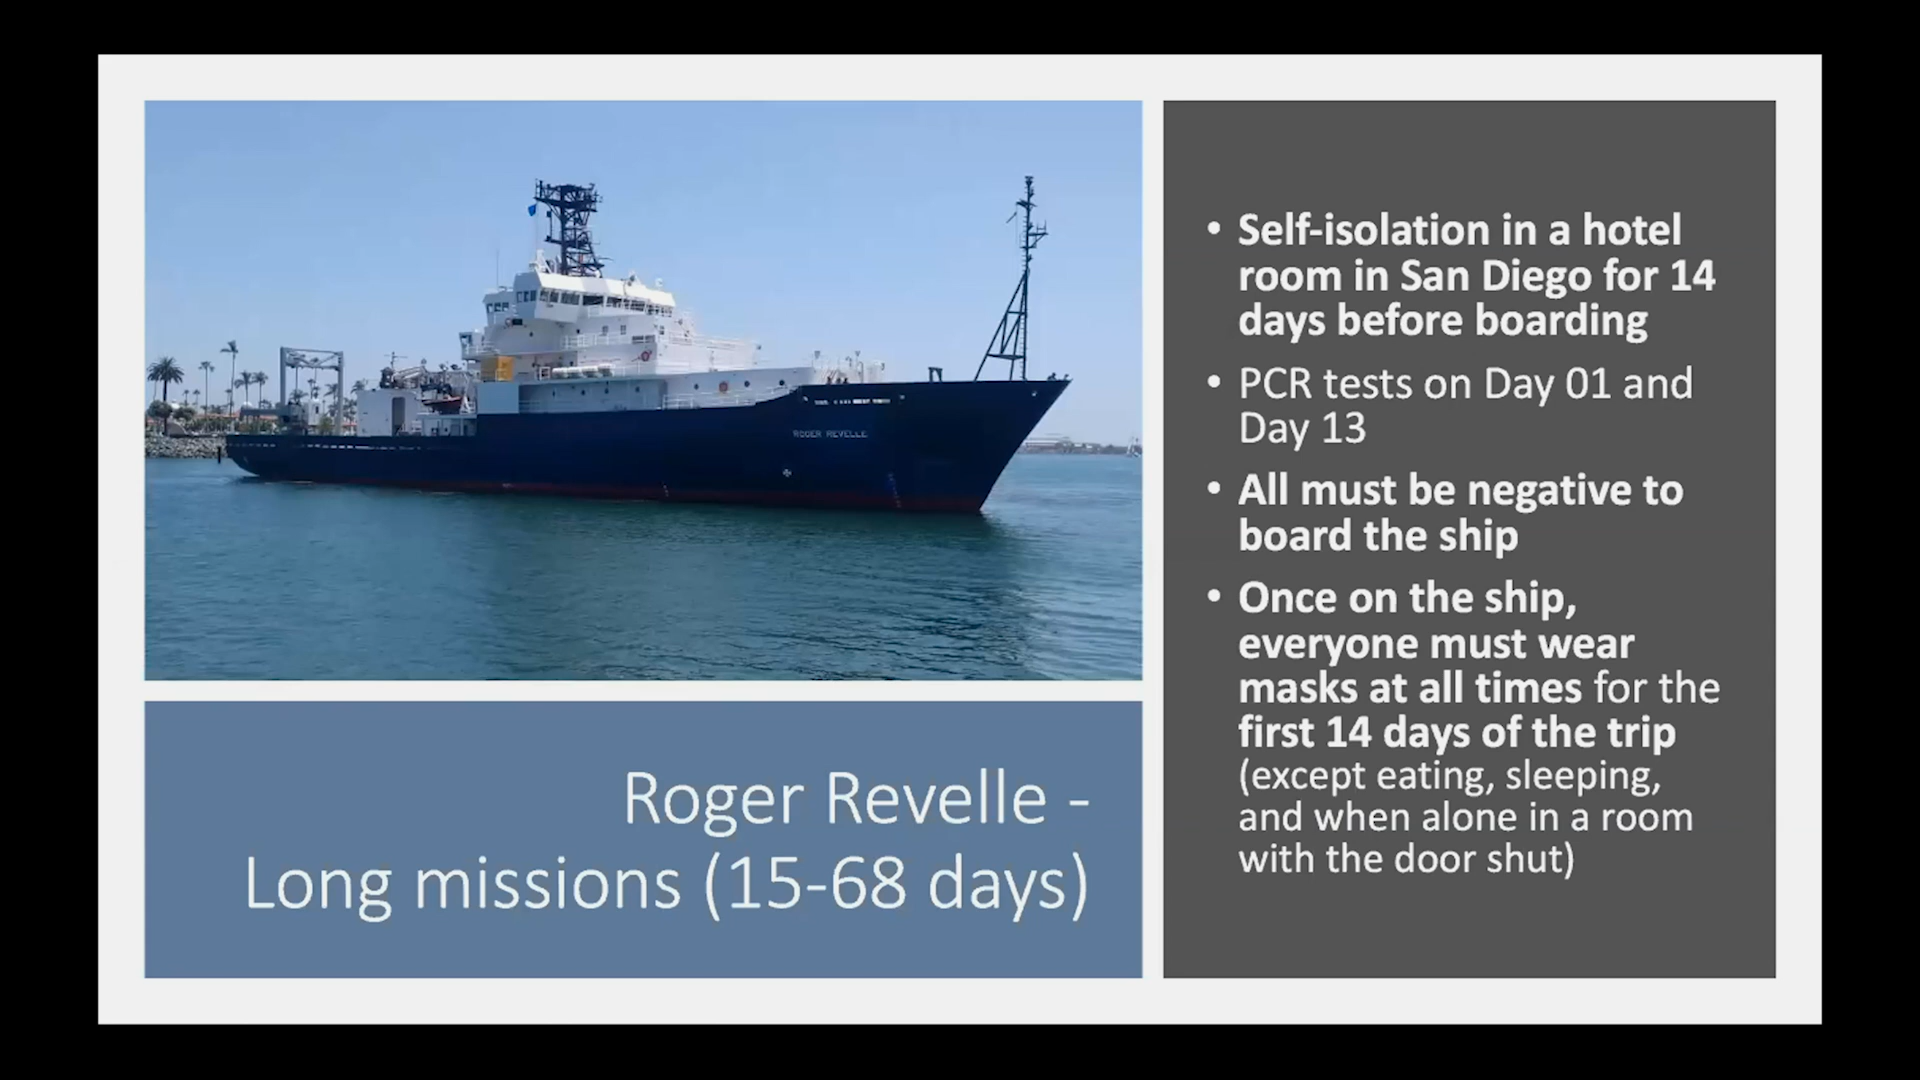 ROGER REVELLE
Roger Revelle -
Long missions (15-68 days)
• Self-isolation in a hotel
room in San Diego for 14
days before boarding
• PCR tests on Day 01 and
Day 13
• All must be negative to
board the ship
• Once on the ship,
everyone must wear
masks at all times for the
first 14 days of the trip
(except eating, sleeping,
and when alone in a room
with the door shut)